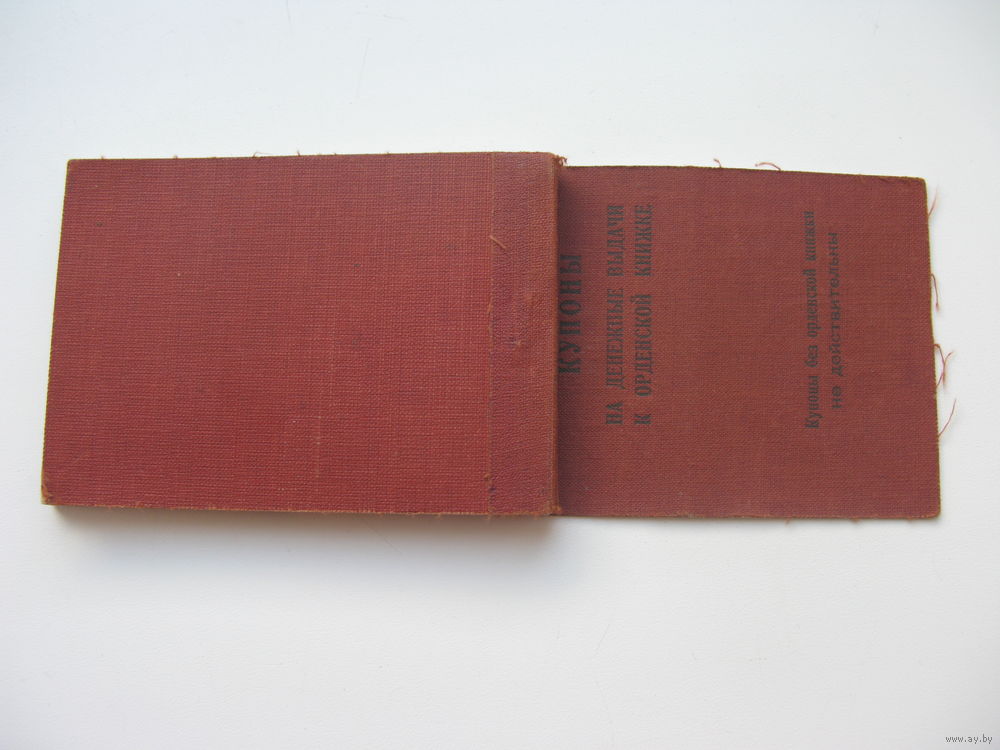 КУПОНЫ
НА ДЕНЕЖНЫЕ ВЫДАЧИ
К ОРДЕНСКОЙ КНИЖКЕ
Купоны без орденской книжки
не действительны
www.ay.by